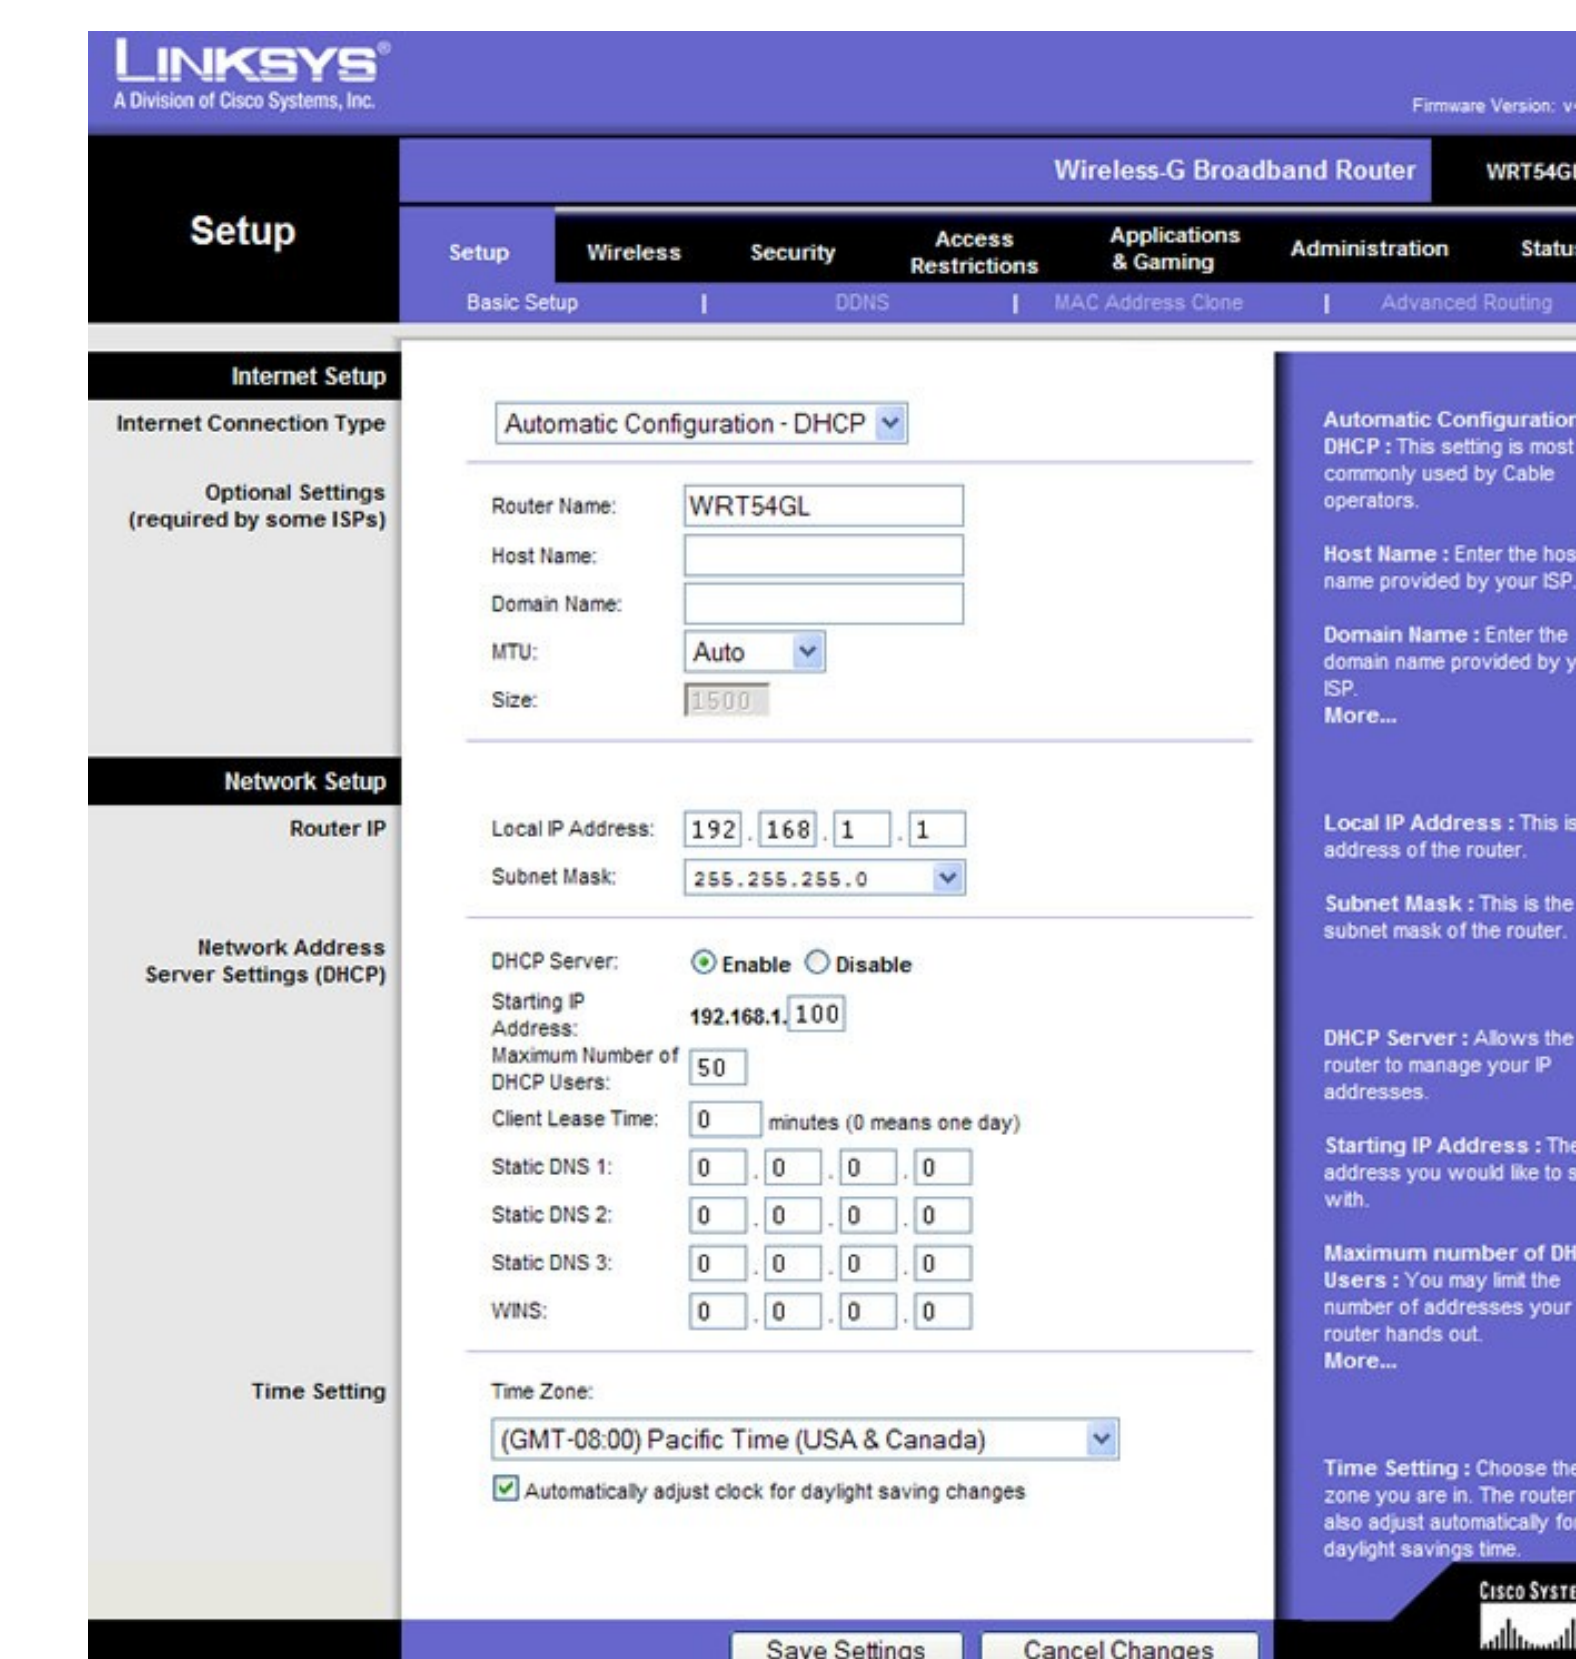 LINKSYS®
A Division of Cisco Systems, Inc.
Firmware Version:
Wireless-G Broadband Router
Setup
Setup Wireless Security Access Restrictions Applications & Gaming Administration
Basic Setup | DDNS | MAC Address Clone | Advanced Routing
Internet Setup
Internet Connection Type
Automatic Configuration - DHCP
Optional Settings
(required by some ISPs)
Router Name: WRT54GL
Host Name:
Domain Name:
MTU: Auto
Size: 1500
Network Setup
Router IP
Local IP Address: 192 . 168 . 1 . 1
Subnet Mask: 255.255.255.0
Network Address
Server Settings (DHCP)
DHCP Server: Enable Disable
Starting IP
Address: 192.168.1. 100
Maximum Number of
DHCP Users: 50
Client Lease Time: 0 minutes (0 means one day)
Static DNS 1: 0 . 0 . 0 . 0
Static DNS 2: 0 . 0 . 0 . 0
Static DNS 3: 0 . 0 . 0 . 0
WINS: 0 . 0 . 0 . 0
Time Setting
Time Zone:
(GMT-08:00) Pacific Time (USA & Canada)
Automatically adjust clock for daylight saving changes
Save Settings Cancel Changes
Automatic Configuration
DHCP : This setting is most
commonly used by Cable
operators.
Host Name : Enter the
name provided by your ISP.
Domain Name : Enter the
domain name provided by
ISP.
More...
Local IP Address : This is
address of the router.
Subnet Mask : This is the
subnet mask of the router.
DHCP Server : Allows the
router to manage your IP
addresses.
Starting IP Address : The
address you would like to
with.
Maximum number of
Users : You may limit the
number of addresses your
router hands out.
More...
Time Setting : Choose the
zone you are in. The router
also adjust automatically for
daylight savings time.
CISCO